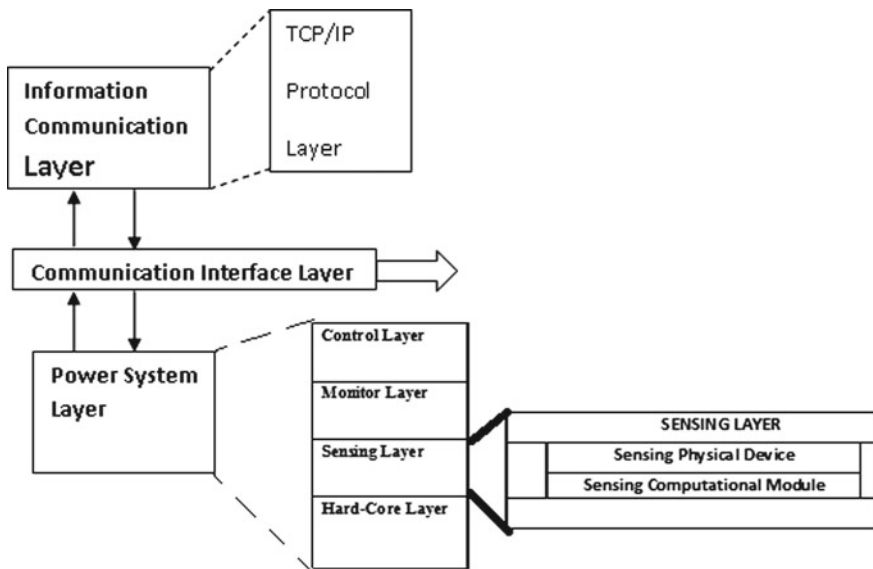 TCP/IP
Protocol
Layer
Information
Communication
Layer
Communication Interface Layer
Power System
Layer
Control Layer
Monitor Layer
Sensing Layer
Hard-Core Layer
SENSING LAYER
Sensing Physical Device
Sensing Computational Module